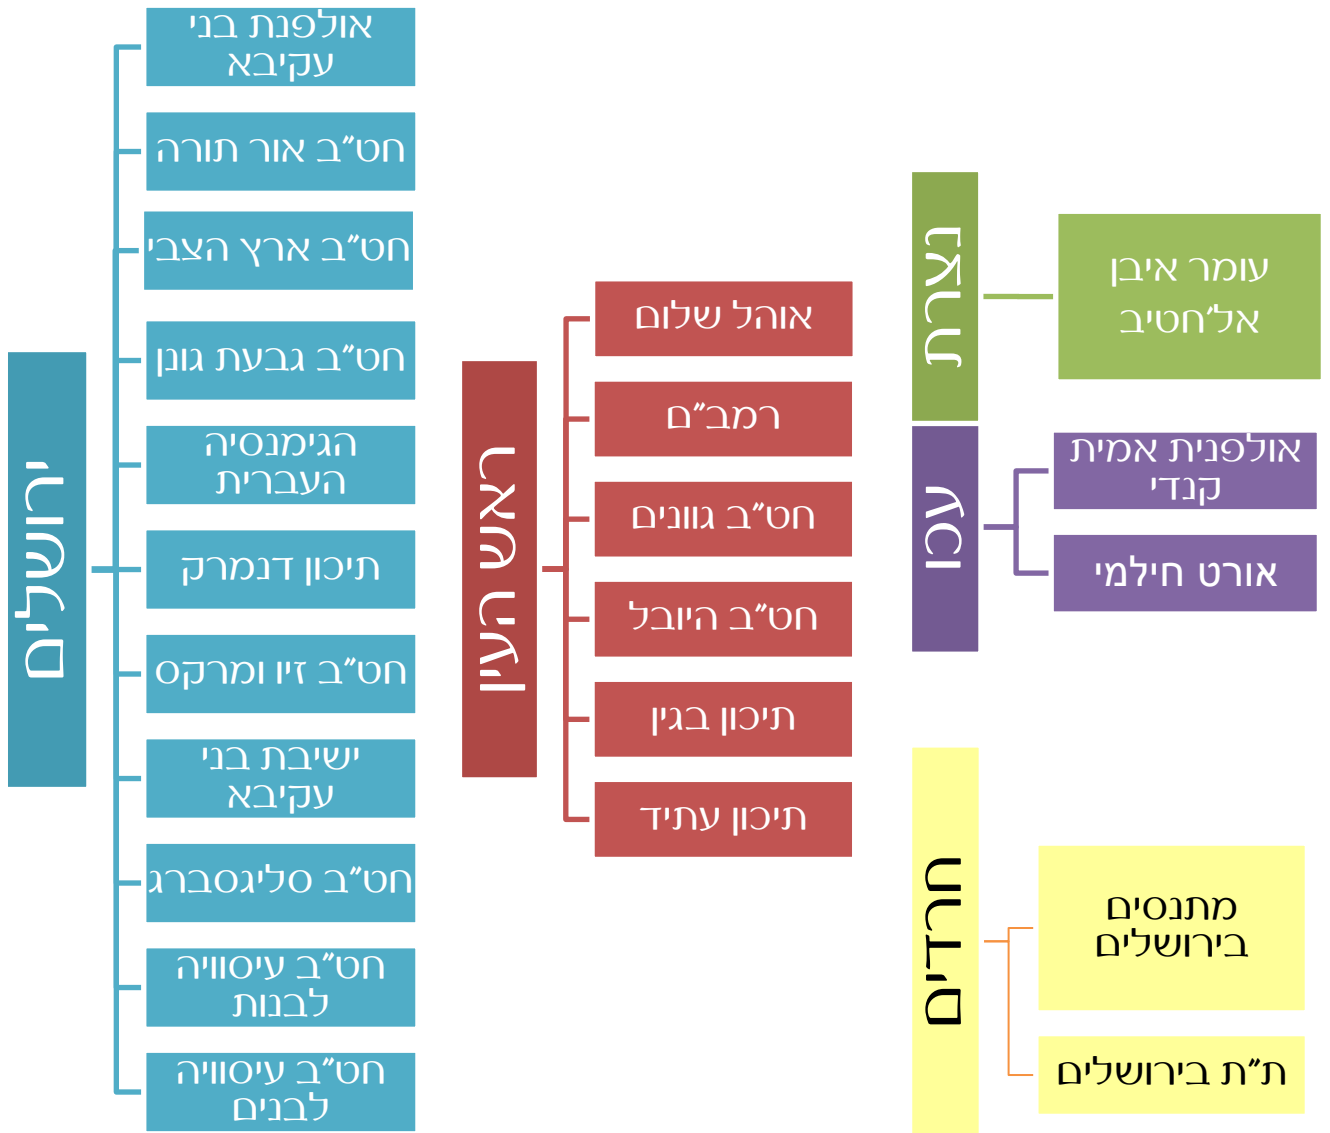 ירושלים
אולפנת בני
עקיבא
חט"ב אור תורה
חט"ב ארץ הצבי
חט"ב גבעת גונן
הגימנסיה
העברית
תיכון דנמרק
חט"ב זיו ומרקס
ישיבת בני
עקיבא
חט"ב סליגסברג
חט"ב עיסוויה
לבנות
חט"ב עיסוויה
לבנים
ראש העין
אוהל שלום
רמב"ם
חט"ב גוונים
חט"ב היובל
תיכון בגין
תיכון עתיד
נצרת
עומר איבן
אל'חטיב
עכו
אולפנית אמית
קנדי
אורט חילמי
חרדים
מתנסים
בירושלים
ת"ת בירושלים